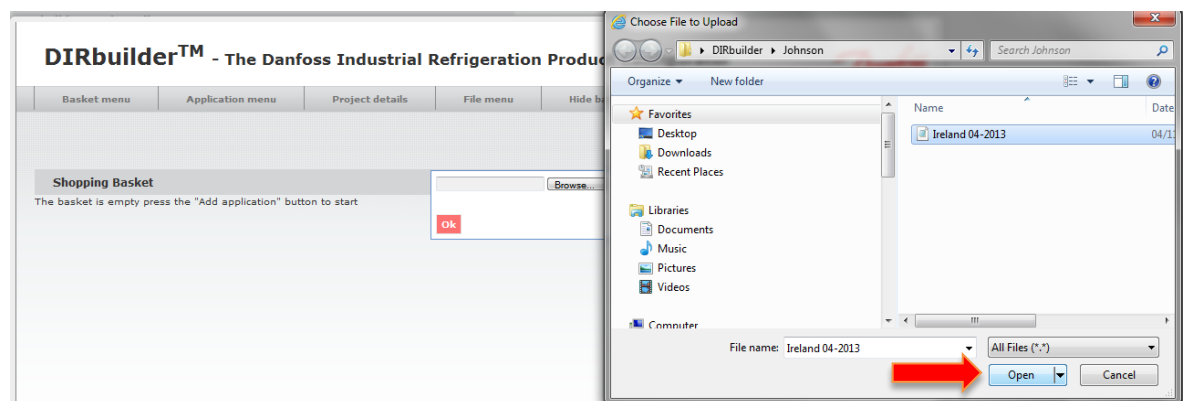 DIRbuilder™ - The Danfoss Industrial Refrigeration
Basket menu
Application menu
Project details
File menu
Hide
Shopping Basket
The basket is empty press the "Add application" button to start
Browse...
Ok
Choose File to Upload
DIRbuilder
Johnson
Search Johnson
Organize
New folder
Favorites
Desktop
Downloads
Recent Places
Libraries
Documents
Music
Pictures
Videos
Computer
Name
Date
Ireland 04-2013
File name: Ireland 04-2013
All Files (*.*)
Open
Cancel